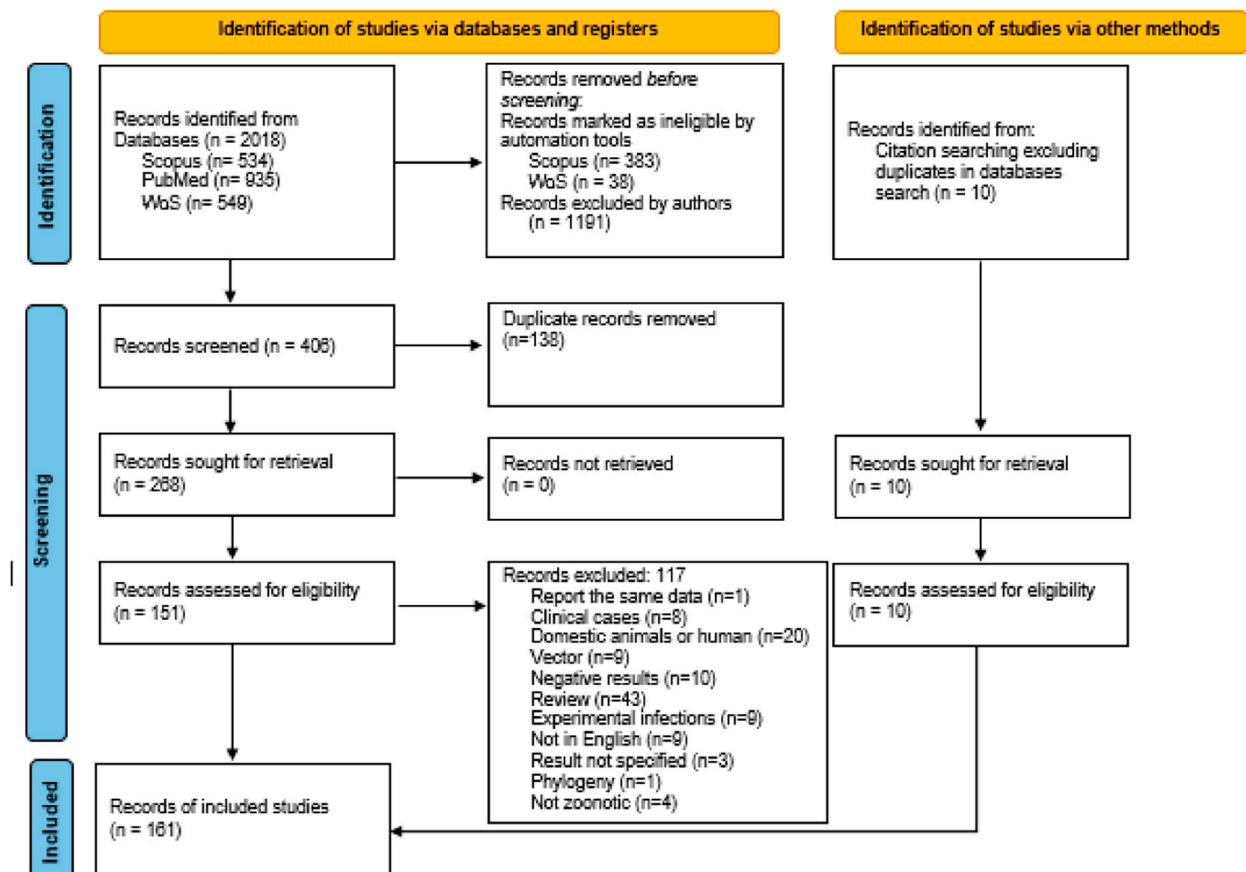 Identification of studies via databases and registers
Identification of studies via other methods
Identification
Records identified from
Databases (n = 2018)
Scopus (n= 534)
PubMed (n= 935)
WoS (n= 549)
Records removed before
screening:
Records marked as ineligible by
automation tools
Scopus (n= 383)
WoS (n= 38)
Records excluded by authors
(n = 1191)
Records identified from:
Citation searching excluding
duplicates in databases
search (n = 10)
Screening
Records screened (n = 406)
Duplicate records removed
(n=138)
Records sought for retrieval
(n = 268)
Records not retrieved
(n = 0)
Records sought for retrieval
(n = 10)
Records assessed for eligibility
(n = 151)
Records excluded: 117
Report the same data (n=1)
Clinical cases (n=8)
Domestic animals or human (n=20)
Vector (n=9)
Negative results (n=10)
Review (n=43)
Experimental infections (n=9)
Not in English (n=9)
Result not specified (n=3)
Phylogeny (n=1)
Not zoonotic (n=4)
Records assessed for eligibility
(n = 10)
Included
Records of included studies
(n = 161)